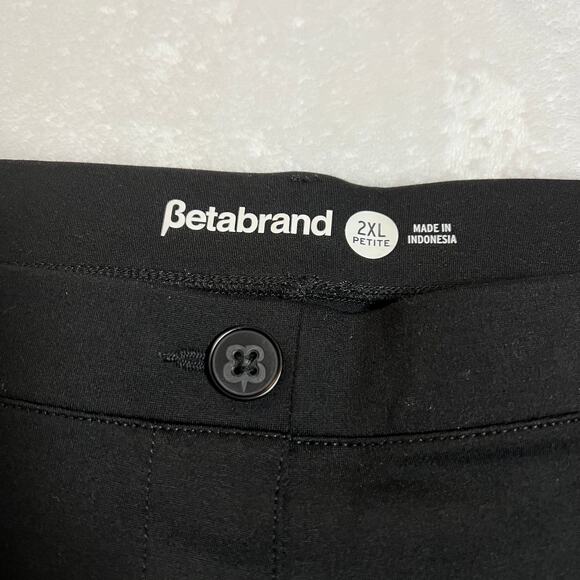 βetabrand
2XL
PETITE
MADE IN
INDONESIA